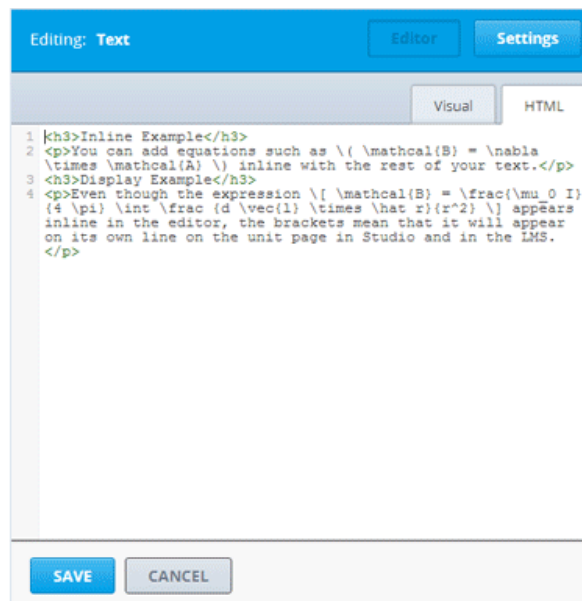 Editing: Text
Editor
Settings
Visual
HTML
1 <h3>Inline Example</h3>
2 <p>You can add equations such as \( \mathcal{B} = \nabla
\times \mathcal{A} \) inline with the rest of your text.</p>
3 <h3>Display Example</h3>
4 <p>Even though the expression \[ \mathcal{B} = \frac{\mu_0 I}
{4 \pi} \int \frac {d \vec{l} \times \hat r}{r^2} \] appears
inline in the editor, the brackets mean that it will appear
on its own line on the unit page in Studio and in the LMS.
</p>
SAVE
CANCEL